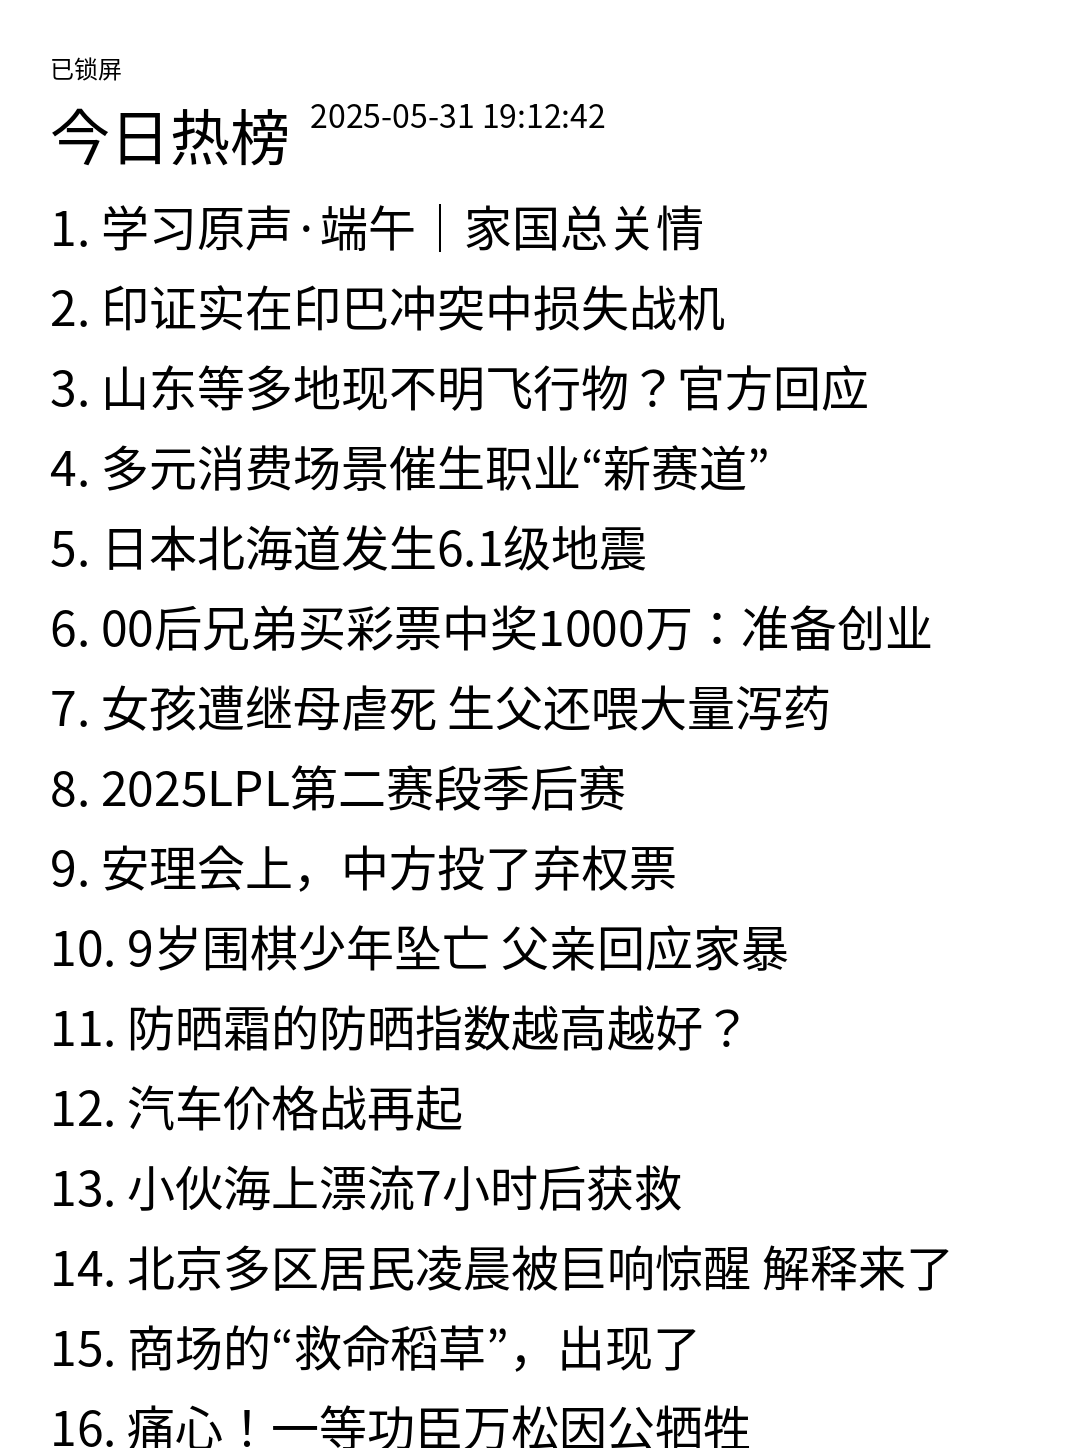 已锁屏
今日热榜 2025-05-31 19:12:42
1. 学习原声·端午｜家国总关情
2. 印证实在印巴冲突中损失战机
3. 山东等多地现不明飞行物？官方回应
4. 多元消费场景催生职业“新赛道”
5. 日本北海道发生6.1级地震
6. 00后兄弟买彩票中奖1000万：准备创业
7. 女孩遭继母虐死 生父还喂大量泻药
8. 2025LPL第二赛段季后赛
9. 安理会上，中方投了弃权票
10. 9岁围棋少年坠亡 父亲回应家暴
11. 防晒霜的防晒指数越高越好？
12. 汽车价格战再起
13. 小伙海上漂流7小时后获救
14. 北京多区居民凌晨被巨响惊醒 解释来了
15. 商场的“救命稻草”，出现了
16. 痛心！一等功臣万松因公牺牲